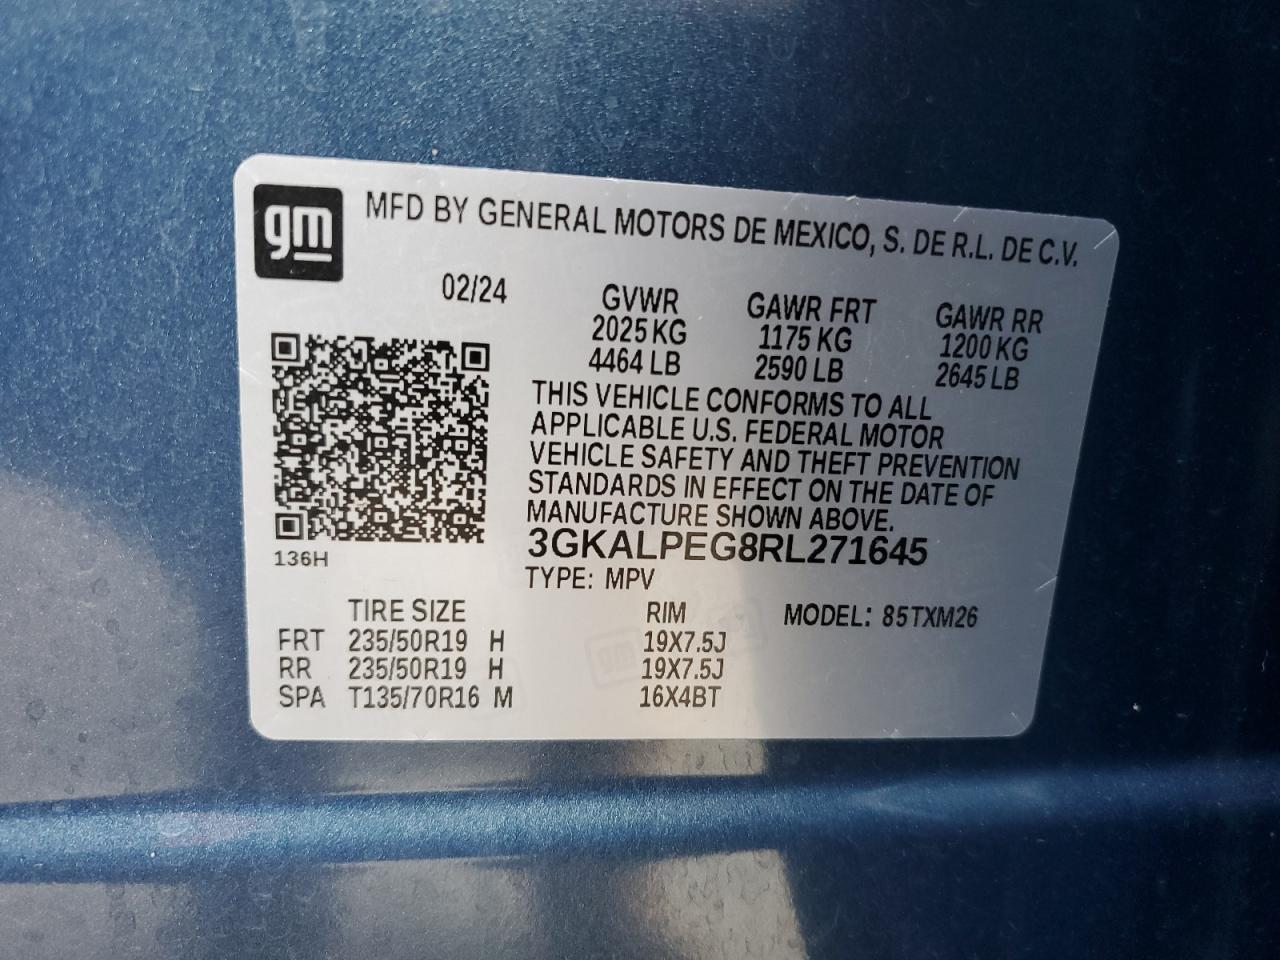 gm MFD BY GENERAL MOTORS DE MEXICO, S. DE R.L. DE C.V.
02/24
GVWR GAWR FRT GAWR RR
2025 KG 1175 KG 1200 KG
4464 LB 2590 LB 2645 LB
THIS VEHICLE CONFORMS TO ALL
APPLICABLE U.S. FEDERAL MOTOR
VEHICLE SAFETY AND THEFT PREVENTION
STANDARDS IN EFFECT ON THE DATE OF
MANUFACTURE SHOWN ABOVE.
3GKALPEG8RL271645
136H
TYPE: MPV
TIRE SIZE RIM MODEL: 85TXM26
FRT 235/50R19 H 19X7.5J
RR 235/50R19 H 19X7.5J
SPA T135/70R16 M 16X4BT